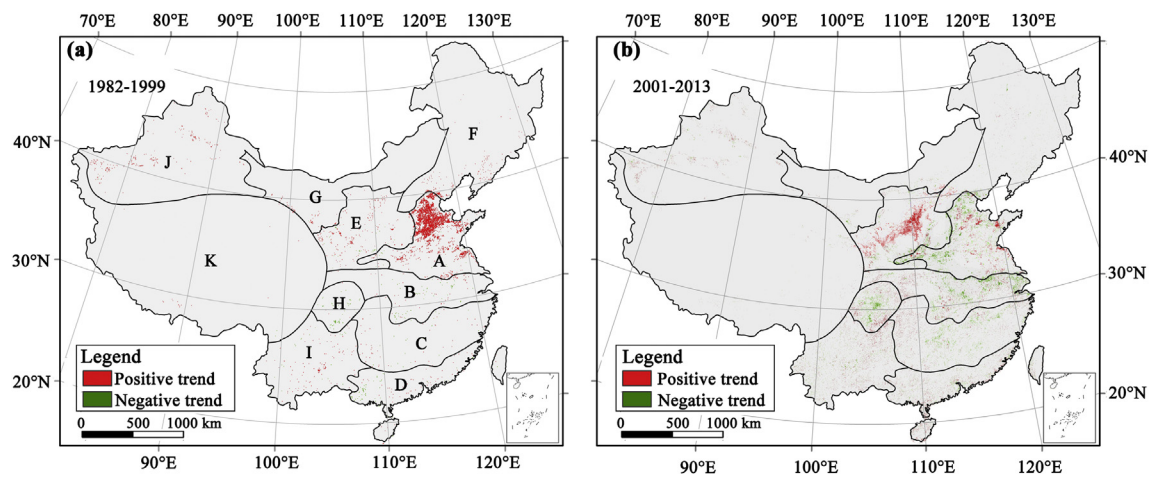 70°E 80°E 90°E 100°E 110°E 120°E 130°E
(a)
1982-1999
40°N
30°N
20°N
F
J
G
E
K
A
B
H
C
I
D
Legend
Positive trend
Negative trend
0 500 1000 km
90°E 100°E 110°E 120°E
70°E 80°E 90°E 100°E 110°E 120°E 130°E
(b)
2001-2013
40°N
30°N
20°N
Legend
Positive trend
Negative trend
0 500 1000 km
90°E 100°E 110°E 120°E